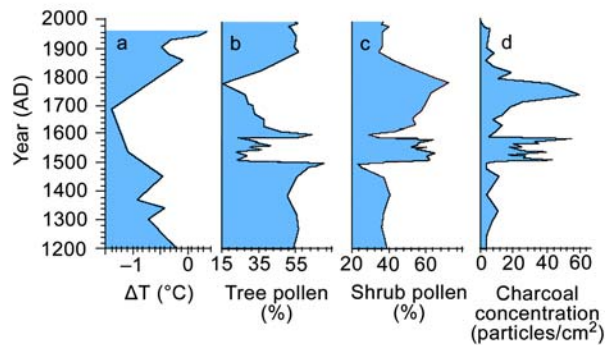 2000
1900
1800
1700
1600
1500
1400
1300
1200
Year (AD)
a
b
c
d
−1
0
15
35
55
20
40
60
0
20
40
60
ΔT (°C)
Tree pollen
(%)
Shrub pollen
(%)
Charcoal
concentration
(particles/cm²)